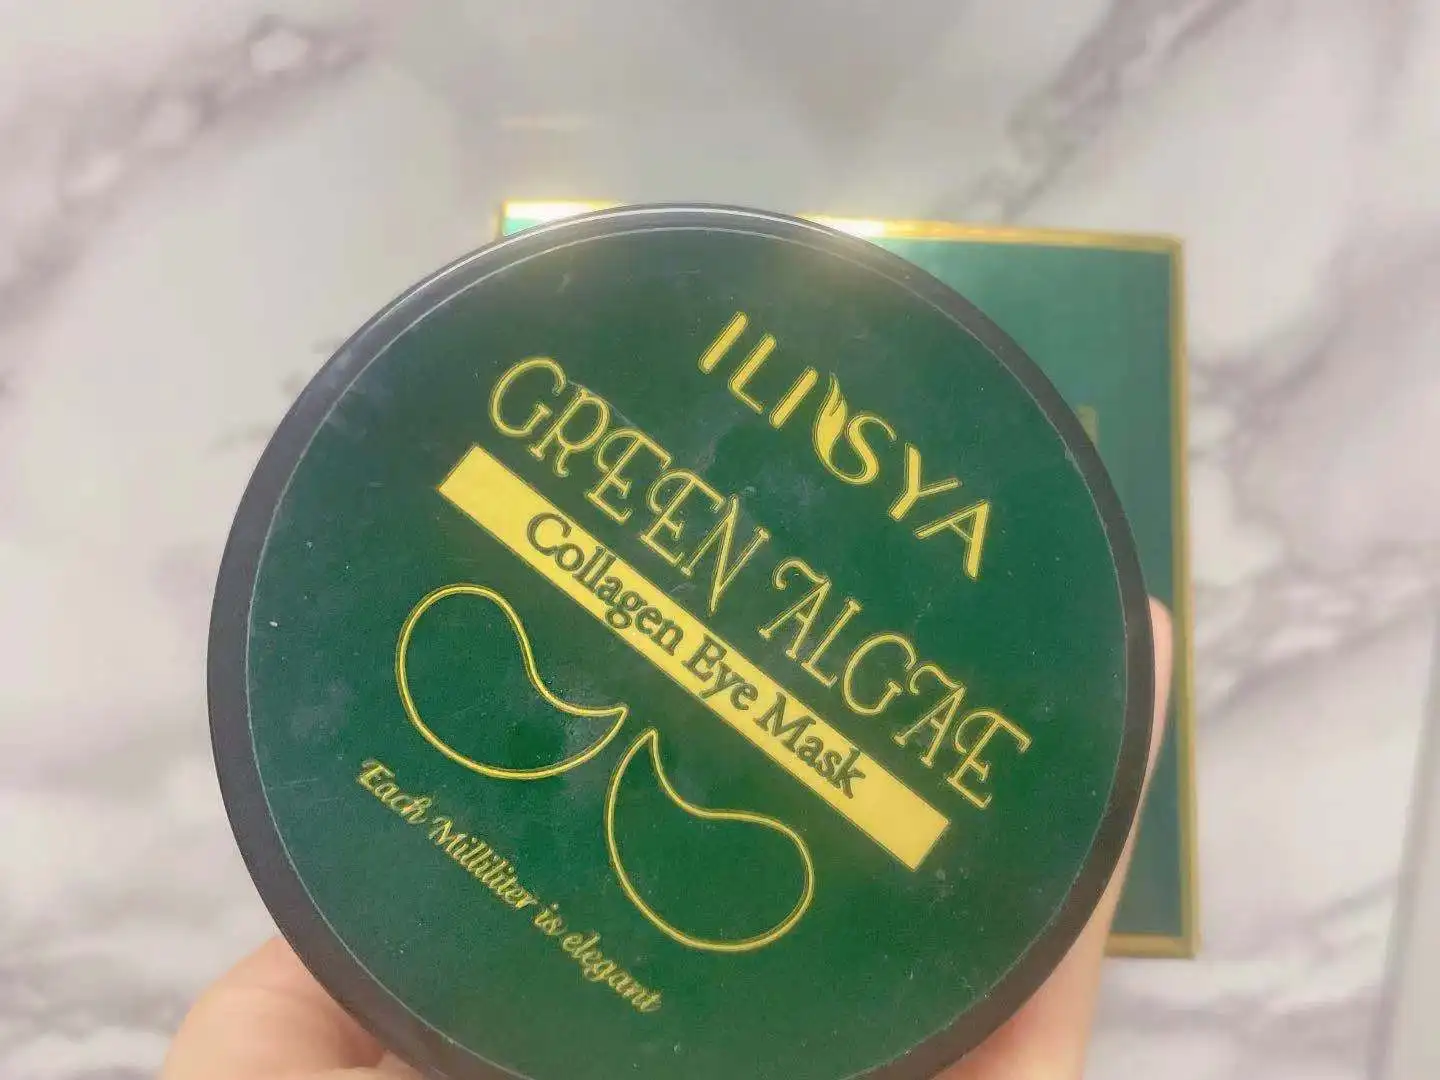 ILISYA
GREEN ALGAE
Collagen Eye Mask
Each Milliliter is elegant